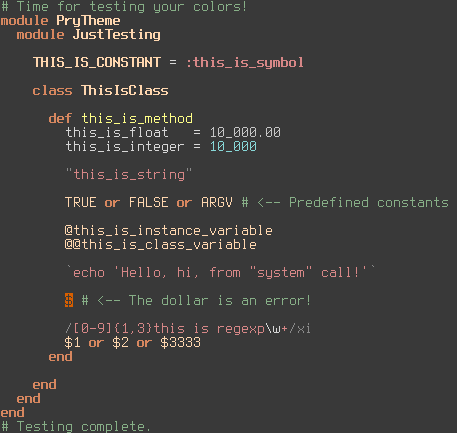 # Time for testing your colors!
module PryTheme
  module JustTesting

    THIS_IS_CONSTANT = :this_is_symbol

    class ThisIsClass

      def this_is_method
        this_is_float   = 10_000.00
        this_is_integer = 10_000

        "this_is_string"

        TRUE or FALSE or ARGV # <-- Predefined constants

        @this_is_instance_variable
        @@this_is_class_variable

        `echo 'Hello, hi, from "system" call!'`

        $ # <-- The dollar is an error!

        /[0-9]{1,3}this is regexp\w+/xi
        $1 or $2 or $3333
      end

    end
  end
end
# Testing complete.